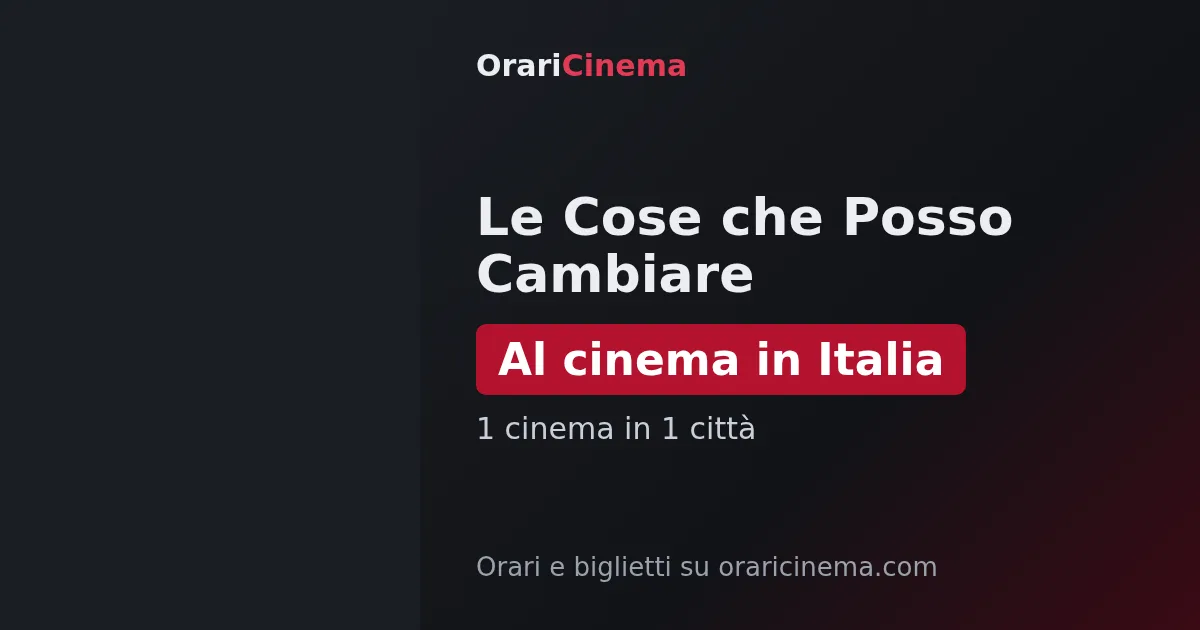 OrariCinema
Le Cose che Posso
Cambiare
Al cinema in Italia
1 cinema in 1 città
Orari e biglietti su oraricinema.com